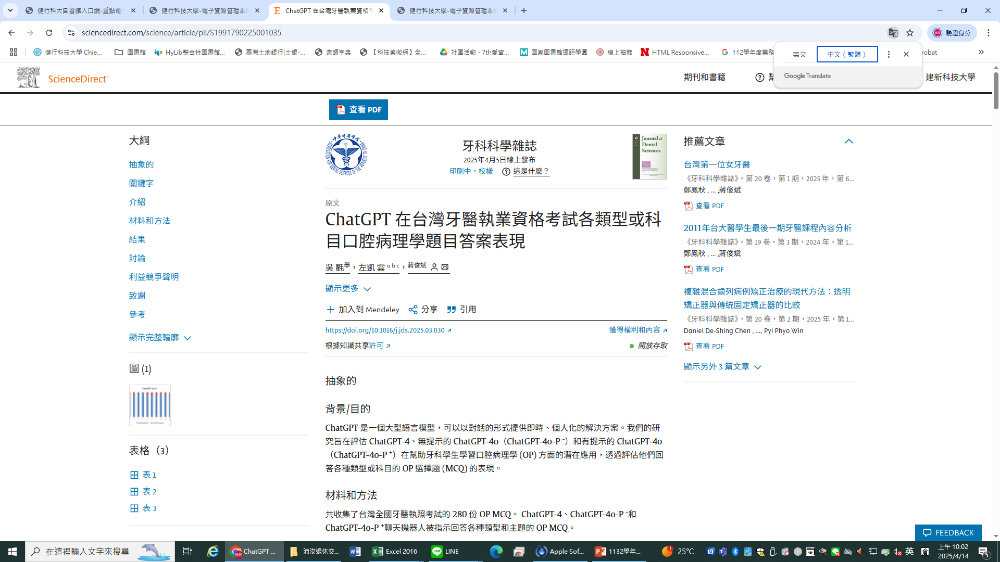 健行科大圖書館入口網-重點電子
健行科技大學-電子資源管理系統
ChatGPT 在台灣牙醫執業資格考
健行科技大學-電子資源管理系統
sciencedirect.com/science/article/pii/S1991790225001035
驗證身分
健行科技大學 Chie...
圖書館
HyLib整合性圖書館...
臺灣土地銀行|土銀-...
倉頡字典
【科技紫微網】全...
社團活動 - 7th愛資...
國家圖書館遠距學園
線上抽籤
HTML Responsive...
112學年度業務
robat
英文
中文（繁體）
Google Translate
ScienceDirect
期刊和書籍
建新科技大學
查看 PDF
大綱
抽象的
關鍵字
介紹
材料和方法
結果
討論
利益競爭聲明
致謝
參考
顯示完整輪廓
圖 (1)
ChatGPT-4o-P
表格（3）
表 1
表 2
表 3
牙科科學雜誌
2025年4月5日線上發布
印刷中，校樣
這是什麼？
Journal of
Dental
Sciences
原文
ChatGPT 在台灣牙醫執業資格考試各類型或科
目口腔病理學題目答案表現
吳 戳學，左凱 雲 a b c，蔣俊斌
顯示更多
加入到 Mendeley
分享
引用
https://doi.org/10.1016/j.jds.2025.03.030
獲得權利和內容
根據知識共享許可
開放存取
抽象的
背景/目的
ChatGPT 是一個大型語言模型，可以以對話的形式提供即時、個人化的解決方案。我們的研
究旨在評估 ChatGPT-4、無提示的 ChatGPT-4o（ChatGPT-4o-P -）和有提示的 ChatGPT-4o
（ChatGPT-4o-P +）在幫助牙科學生學習口腔病理學 (OP) 方面的潛在應用，透過評估他們回
答各種類型或科目的 OP 選擇題 (MCQ) 的表現。
材料和方法
共收集了台灣全國牙醫執照考試的 280 份 OP MCQ。 ChatGPT-4、ChatGPT-4o-P -和
ChatGPT-4o-P +聊天機器人被指示回答各種類型和主題的 OP MCQ。
推薦文章
台灣第一位女牙醫
《牙科科學雜誌》，第 20 卷，第 1 期，2025 年，第 6...
鄭鳳秋 , ... ,蔣俊斌
查看 PDF
2011年台大醫學生最後一期牙醫課程內容分析
《牙科科學雜誌》，第 19 卷，第 3 期，2024 年，第 1...
鄭鳳秋 , ... ,蔣俊斌
查看 PDF
複雜混合齒列病例矯正治療的現代方法：透明
矯正器與傳統固定矯正器的比較
《牙科科學雜誌》，第 20 卷，第 2 期，2025 年，第 1...
Daniel De-Shing Chen , ..., Pyi Phyo Win
查看 PDF
顯示另外 3 篇文章
FEEDBACK
在這裡輸入文字來搜尋
ChatGPT ...
沛汝退休交...
Excel 2016
LINE
Apple Sof...
1132學年...
25°C
英
倉
上午 10:02
2025/4/14
5